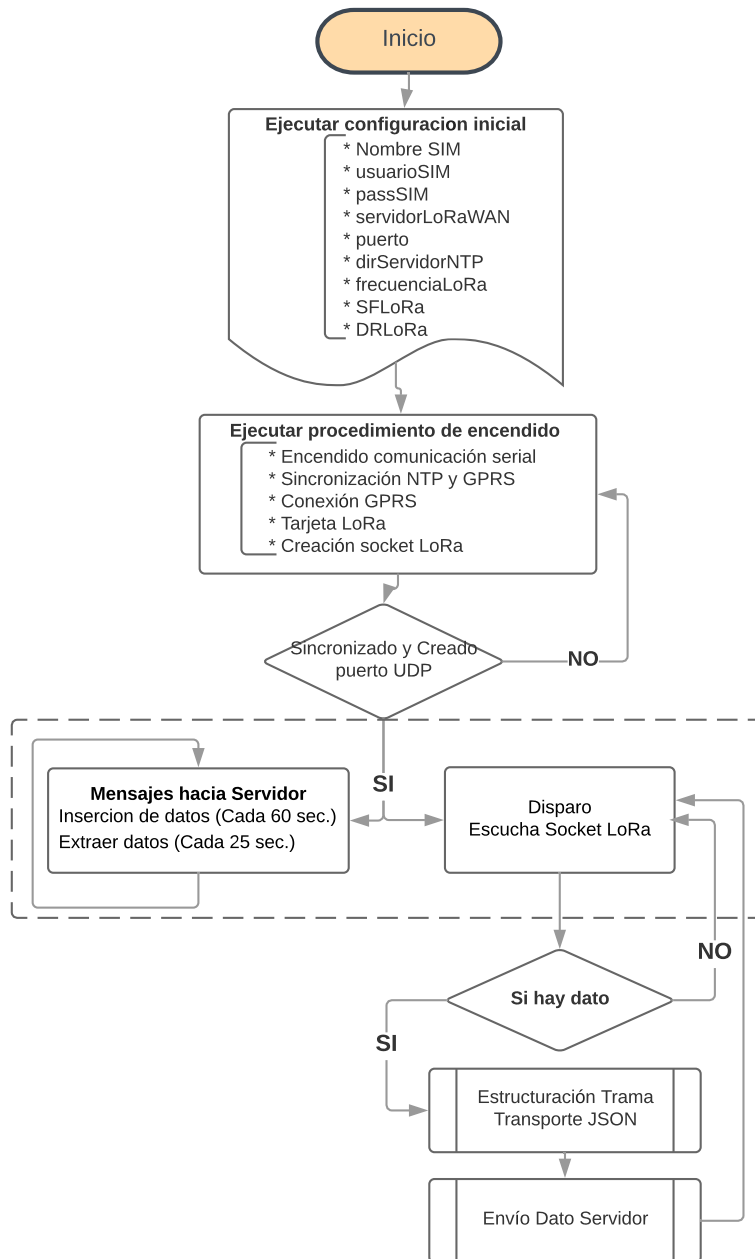 Inicio
Ejecutar configuracion inicial
* Nombre SIM
* usuarioSIM
* passSIM
* servidorLoRaWAN
* puerto
* dirServidorNTP
* frecuenciaLoRa
* SFLoRa
* DRLoRa
Ejecutar procedimiento de encendido
* Encendido comunicación serial
* Sincronización NTP y GPRS
* Conexión GPRS
* Tarjeta LoRa
* Creación socket LoRa
Sincronizado y Creado
puerto UDP
NO
SI
Mensajes hacia Servidor
Insercion de datos (Cada 60 sec.)
Extraer datos (Cada 25 sec.)
Disparo
Escucha Socket LoRa
NO
Si hay dato
SI
Estructuración Trama
Transporte JSON
Envío Dato Servidor